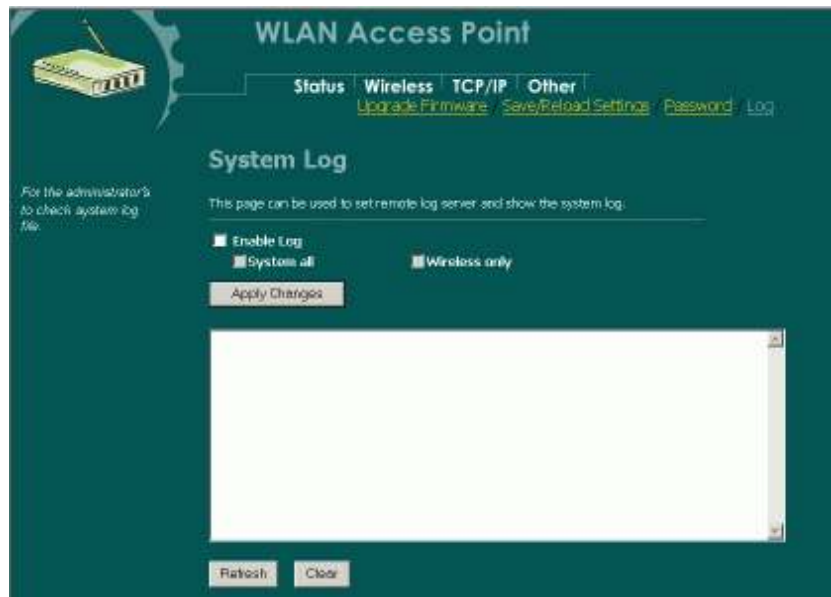 WLAN Access Point
Status Wireless TCP/IP Other
Upgrade Firmware / Save/Reload Settings / Password / Log
System Log
For the administrator's
to check system log
file.
This page can be used to set remote log server and show the system log.
Enable Log
System all Wireless only
Apply Changes
Refresh Clear